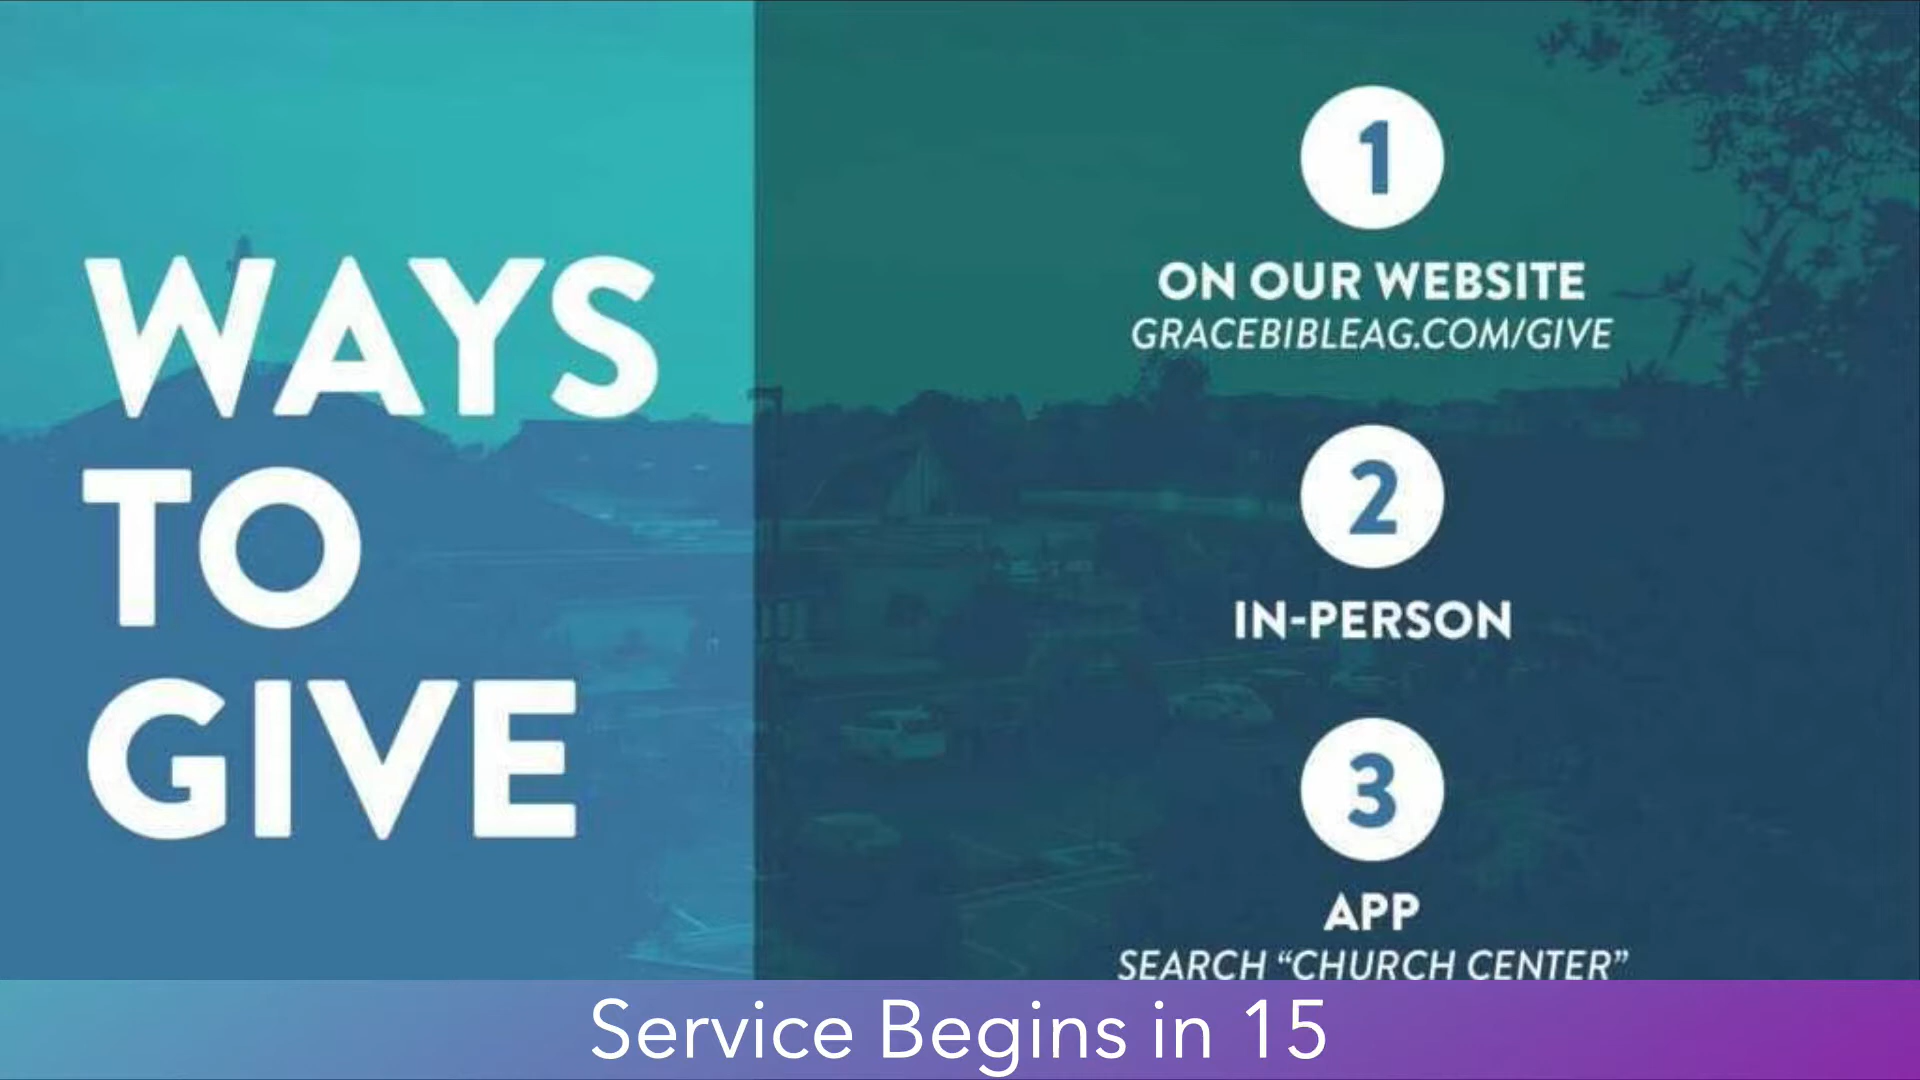 WAYS
TO
GIVE
1
ON OUR WEBSITE
GRACEBIBLEAG.COM/GIVE
2
IN-PERSON
3
APP
SEARCH “CHURCH CENTER”
Service Begins in 15